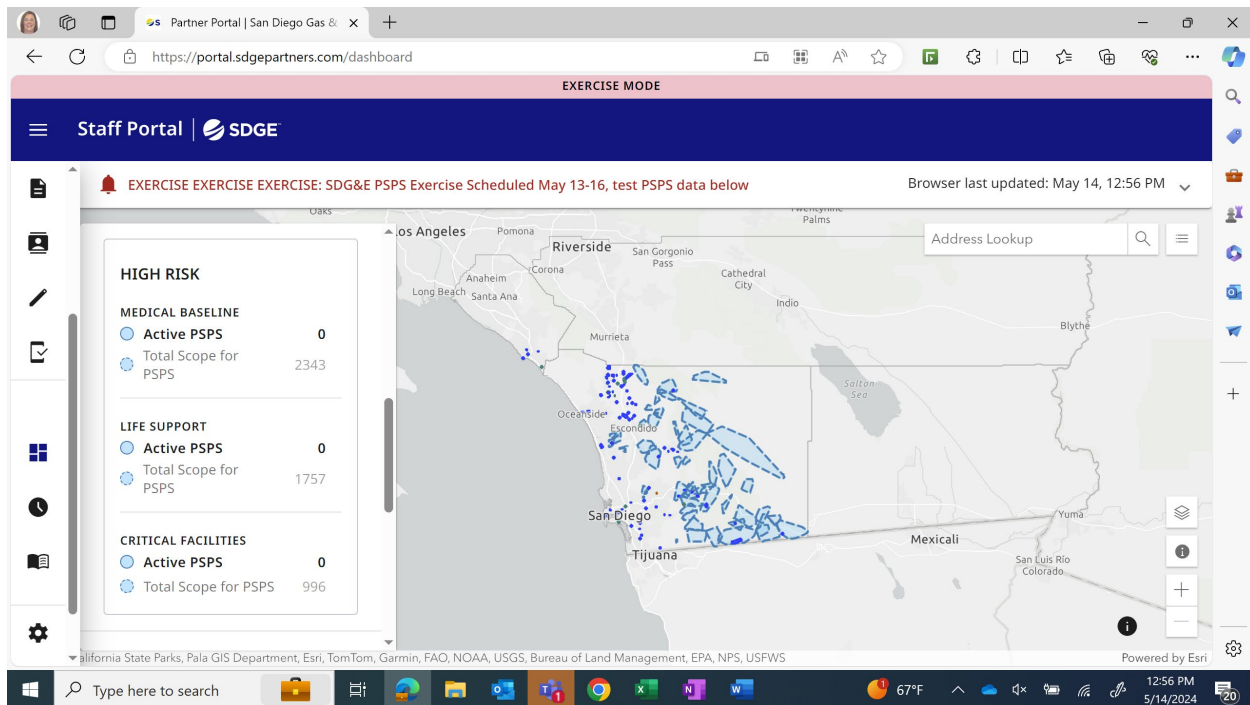 Partner Portal | San Diego Gas &
https://portal.sdgepartners.com/dashboard
EXERCISE MODE
Staff Portal | SDGE
EXERCISE EXERCISE EXERCISE: SDG&E PSPS Exercise Scheduled May 13-16, test PSPS data below
Browser last updated: May 14, 12:56 PM
Address Lookup
HIGH RISK
MEDICAL BASELINE
Active PSPS 0
Total Scope for
PSPS
2343
LIFE SUPPORT
Active PSPS 0
Total Scope for
PSPS
1757
CRITICAL FACILITIES
Active PSPS 0
Total Scope for PSPS 996
Oaks
Los Angeles
Pomona
Riverside
San Gorgonio
Pass
Palms
Anaheim
Corona
Long Beach
Santa Ana
Cathedral
City
Indio
Murrieta
Blythe
Salton
Sea
Oceanside
Escondido
San Diego
Tijuana
Mexicali
Yuma
San Luis Río
Colorado
alifornia State Parks, Pala GIS Department, Esri, TomTom, Garmin, FAO, NOAA, USGS, Bureau of Land Management, EPA, NPS, USFWS
Powered by Esri
Type here to search
1
1
67°F
12:56 PM
5/14/2024
20